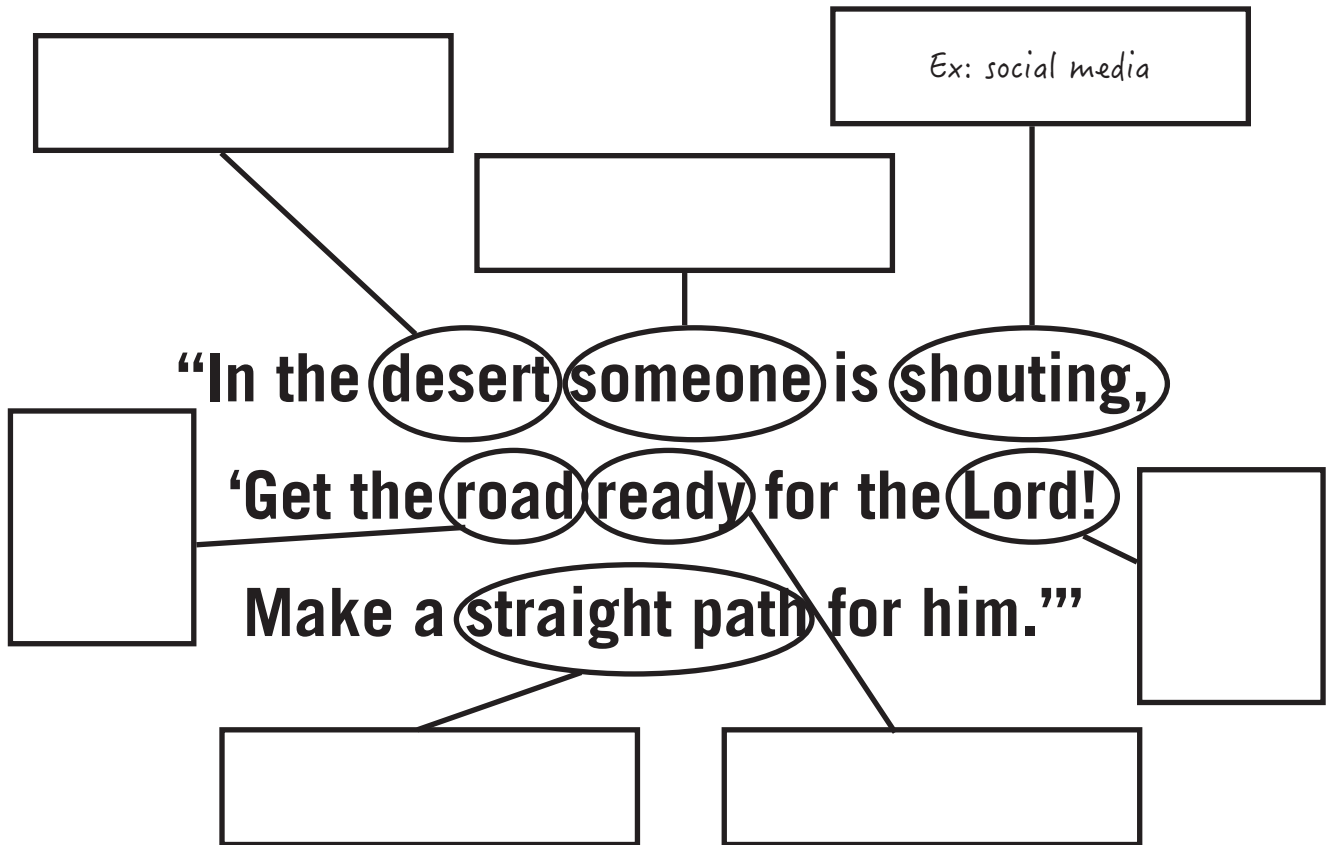 Ex: social media
“In the desert someone is shouting,
‘Get the road ready for the Lord!
Make a straight path for him.’”